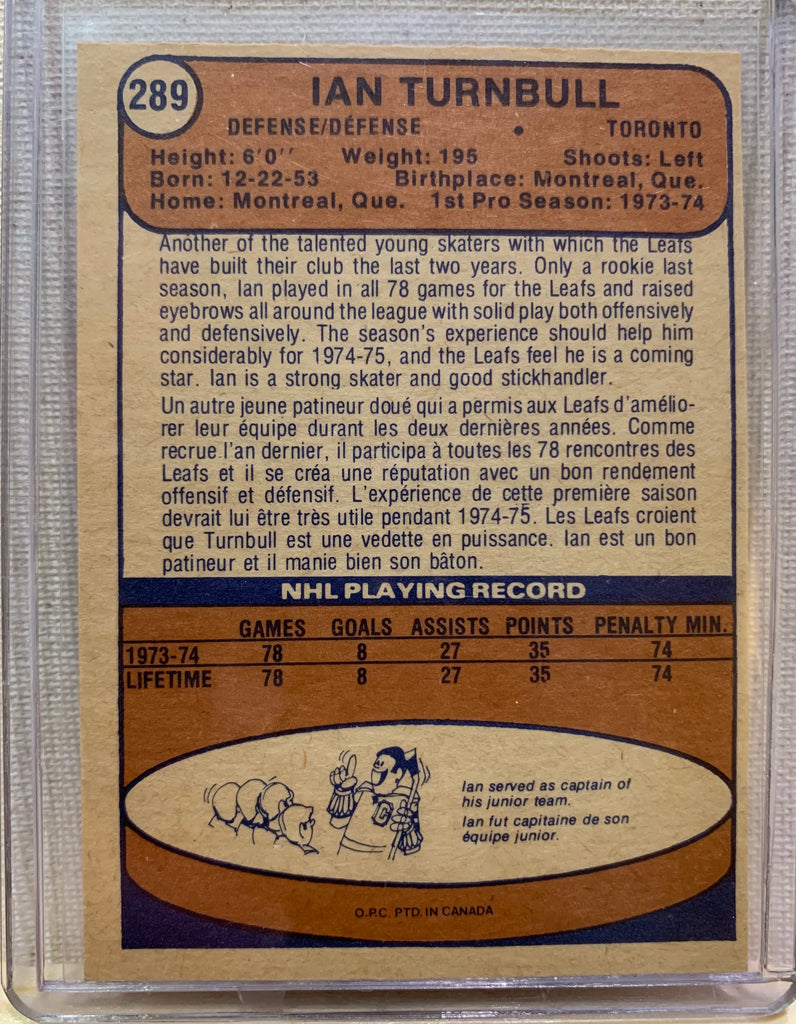 289
IAN TURNBULL
DEFENSE/DÉFENSE • TORONTO
Height: 6'0'' Weight: 195 Shoots: Left
Born: 12-22-53 Birthplace: Montreal, Que.
Home: Montreal, Que. 1st Pro Season: 1973-74
Another of the talented young skaters with which the Leafs
have built their club the last two years. Only a rookie last
season, Ian played in all 78 games for the Leafs and raised
eyebrows all around the league with solid play both offensively
and defensively. The season's experience should help him
considerably for 1974-75, and the Leafs feel he is a coming
star. Ian is a strong skater and good stickhandler.
Un autre jeune patineur doué qui a permis aux Leafs d'amélio-
rer leur équipe durant les deux dernières années. Comme
recrue l'an dernier, il participa à toutes les 78 rencontres des
Leafs et il se créa une réputation avec un bon rendement
offensif et défensif. L'expérience de cette première saison
devrait lui être très utile pendant 1974-75. Les Leafs croient
que Turnbull est une vedette en puissance. Ian est un bon
patineur et il manie bien son bâton.
NHL PLAYING RECORD
GAMES GOALS ASSISTS POINTS PENALTY MIN.
1973-74 78 8 27 35 74
LIFETIME 78 8 27 35 74
C
Ian served as captain of
his junior team.
Ian fut capitaine de son
équipe junior.
O.P.C. PTD. IN CANADA